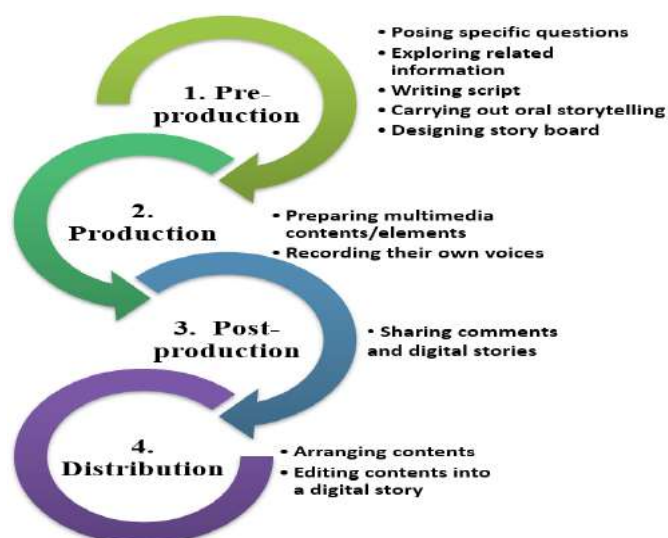 1. Pre-
production
• Posing specific questions
• Exploring related
information
• Writing script
• Carrying out oral storytelling
• Designing story board
2.
Production
• Preparing multimedia
contents/elements
• Recording their own voices
3. Post-
production
• Sharing comments
and digital stories
4.
Distribution
• Arranging contents
• Editing contents into
a digital story